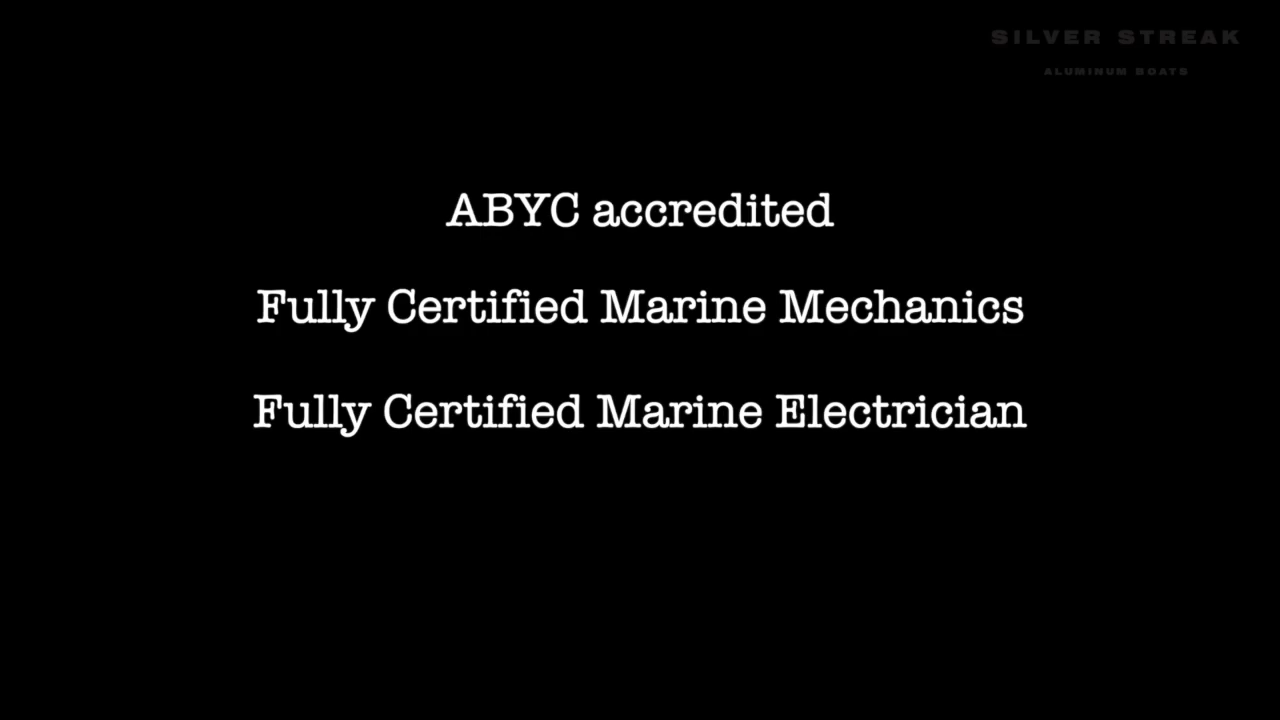 SILVER STREAK
ALUMINUM BOATS
ABYC accredited
Fully Certified Marine Mechanics
Fully Certified Marine Electrician